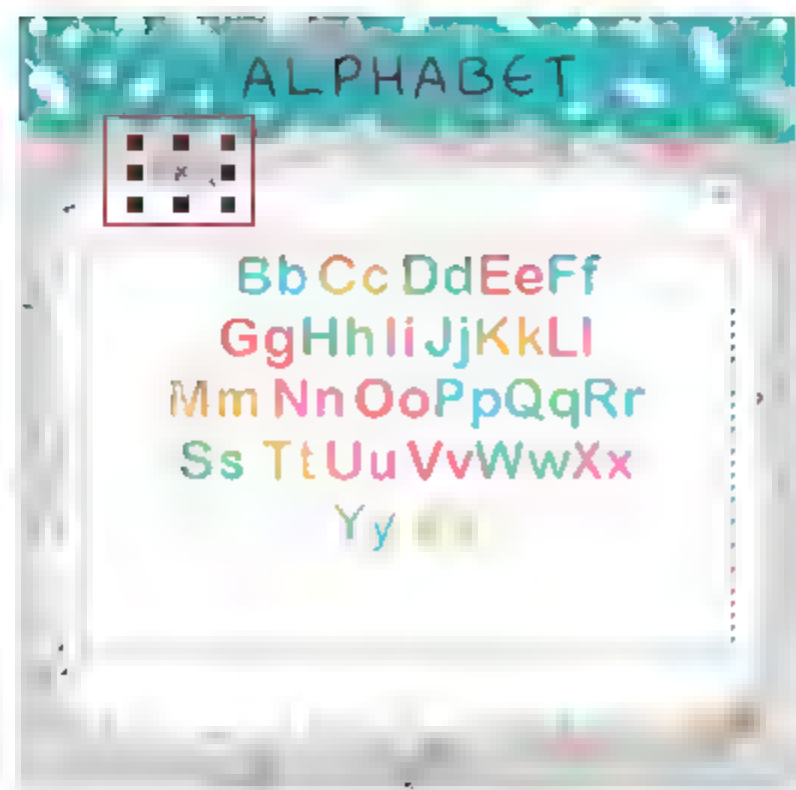 ALPHABET
Bb Cc Dd Ee Ff
Gg Hh Ii Jj Kk Ll
Mm Nn Oo Pp Qq Rr
Ss Tt Uu Vv Ww Xx
Yy